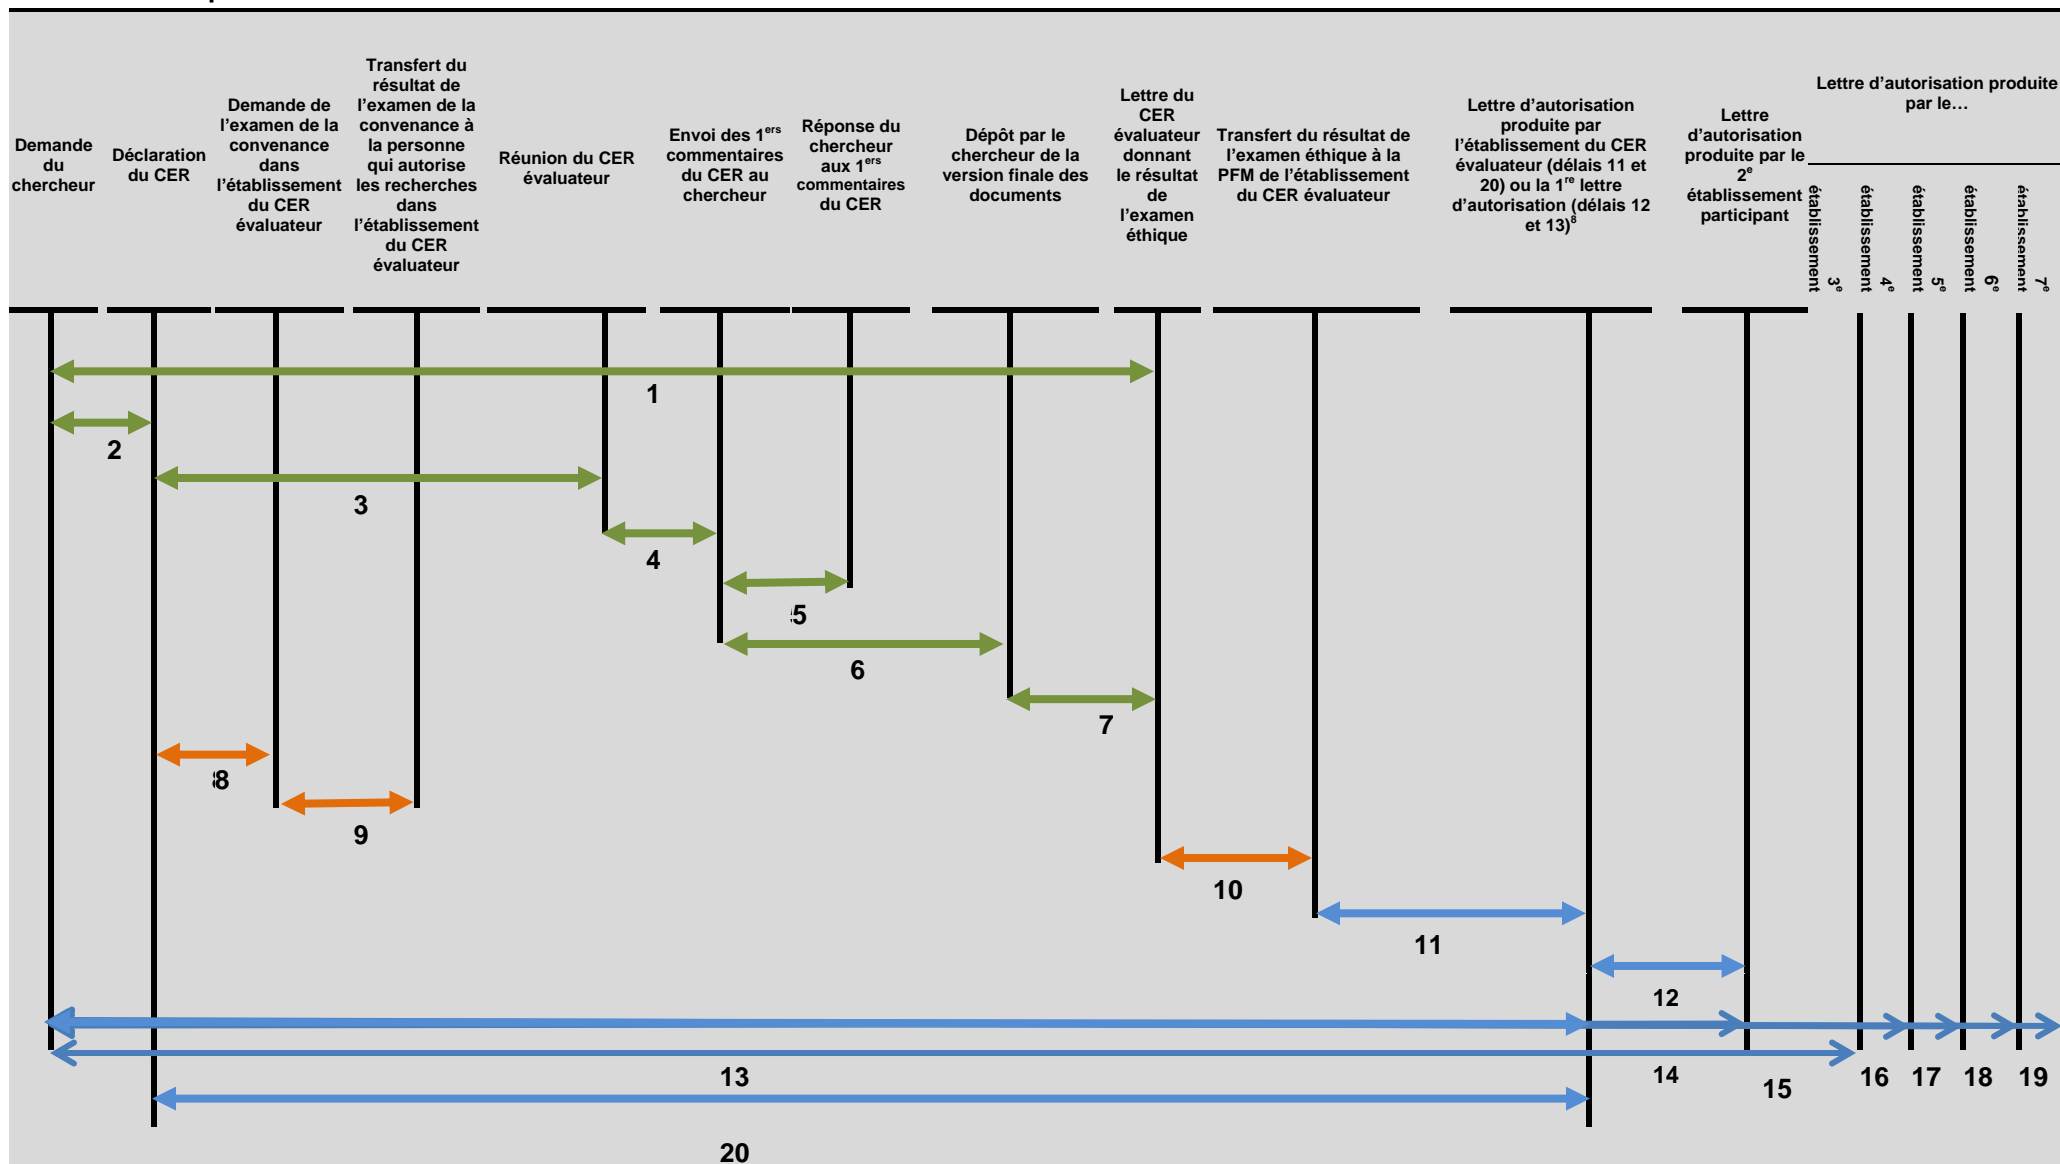 Demande
du
chercheur
Déclaration
du CER
Demande de
l’examen de la
convenance
dans
l’établissement
du CER
évaluateur
Transfert du
résultat de
l’examen de la
convenance à
la personne
qui autorise
les recherches
dans
l’établissement
du CER
évaluateur
Réunion du CER
évaluateur
Envoi des 1ers
commentaires
du CER au
chercheur
Réponse du
chercheur
aux 1ers
commentaires
du CER
Dépôt par le
chercheur de la
version finale des
documents
Lettre du
CER
évaluateur
donnant
le résultat
de
l’examen
éthique
Transfert du résultat de
l’examen éthique à la
PFM de l’établissement
du CER évaluateur
Lettre d’autorisation
produite par
l’établissement du CER
évaluateur (délais 11 et
20) ou la 1re lettre
d’autorisation (délais 12
et 13)8
Lettre
d’autorisation
produite par le
2e
établissement
participant
Lettre d’autorisation produite
par le…
3e
établissement
4e
établissement
5e
établissement
6e
établissement
7e
établissement
1
2
3
4
5
6
7
8
9
10
11
12
13
14
15
16
17
18
19
20